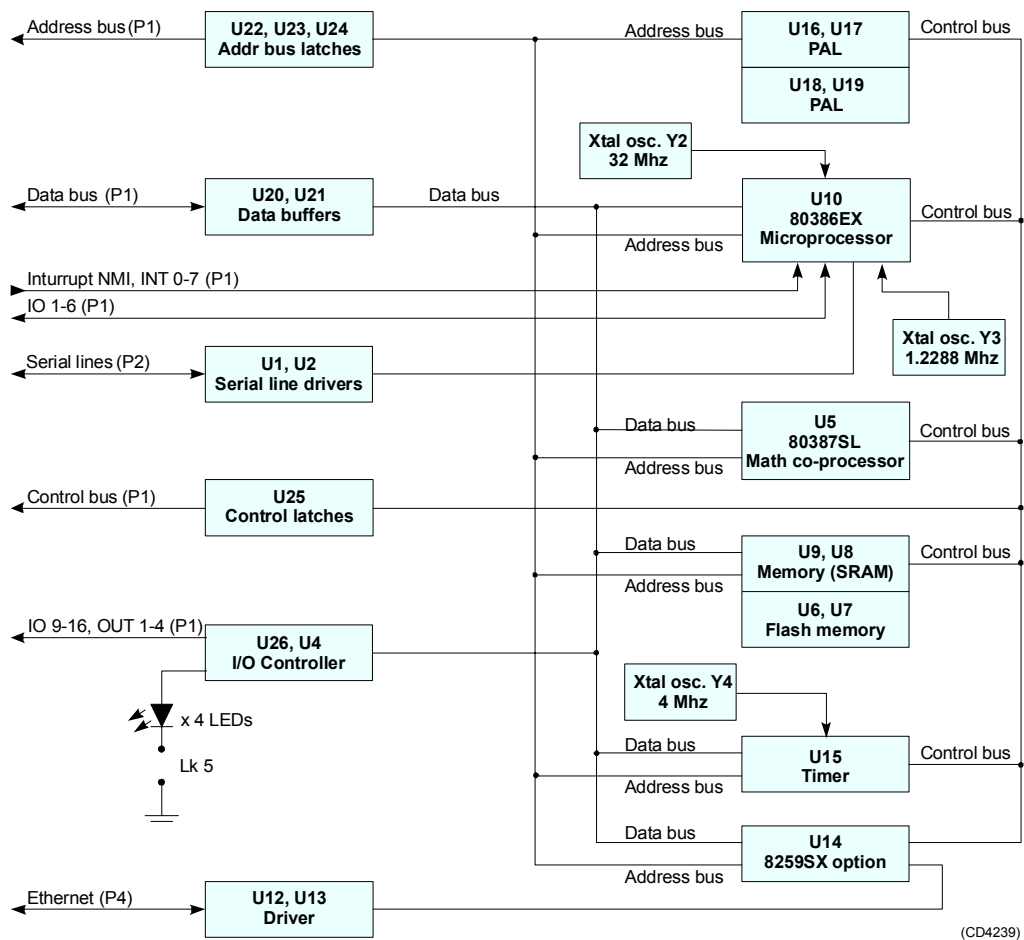 Address bus (P1)
U22, U23, U24
Addr bus latches
Address bus
U16, U17
PAL
Control bus
U18, U19
PAL
Xtal osc. Y2
32 Mhz
Data bus (P1)
U20, U21
Data buffers
Data bus
U10
80386EX
Microprocessor
Control bus
Address bus
Inturrupt NMI, INT 0-7 (P1)
IO 1-6 (P1)
Xtal osc. Y3
1.2288 Mhz
Serial lines (P2)
U1, U2
Serial line drivers
Data bus
U5
80387SL
Math co-processor
Control bus
Address bus
Control bus (P1)
U25
Control latches
Data bus
U9, U8
Memory (SRAM)
Control bus
Address bus
U6, U7
Flash memory
IO 9-16, OUT 1-4 (P1)
U26, U4
I/O Controller
Xtal osc. Y4
4 Mhz
x 4 LEDs
Lk 5
Data bus
U15
Timer
Control bus
Address bus
Data bus
U14
8259SX option
Address bus
Ethernet (P4)
U12, U13
Driver
(CD4239)